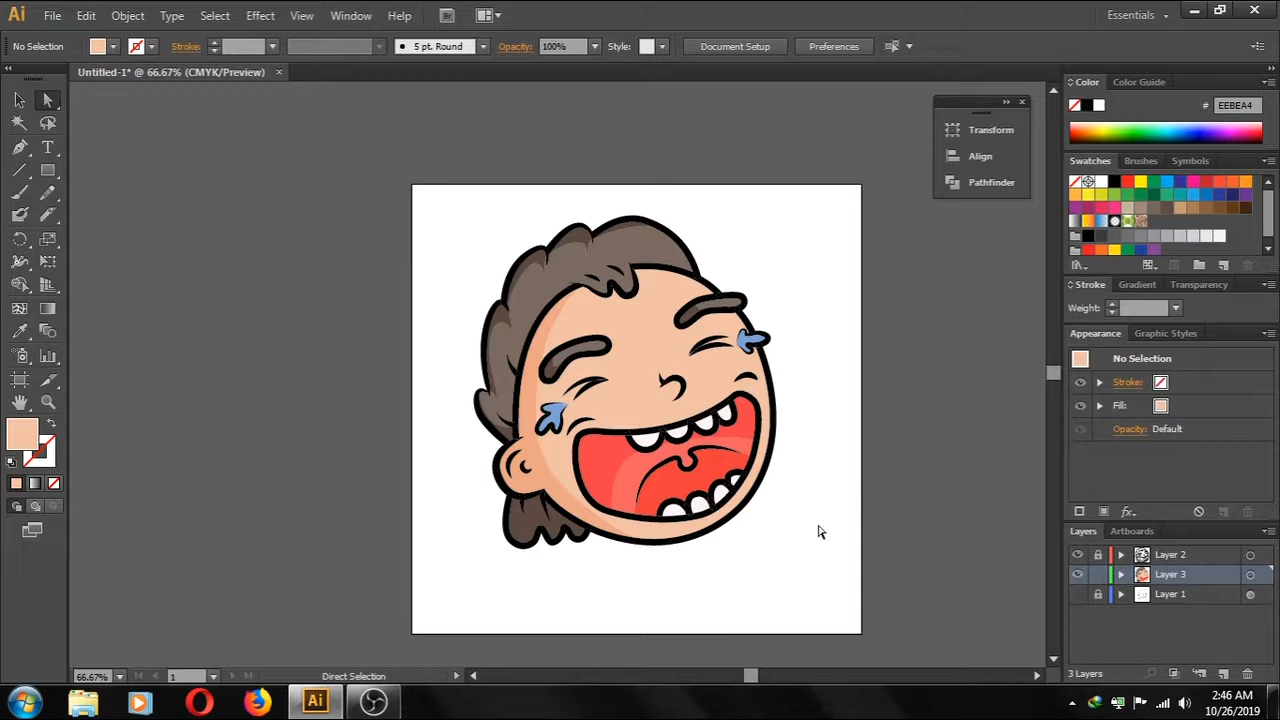 Ai File Edit Object Type Select Effect View Window Help Br Essentials
No Selection Stroke: 5 pt. Round Opacity: 100% Style: Document Setup Preferences
Untitled-1* @ 66.67% (CMYK/Preview)
Color Color Guide
# EEBEA4
Transform
Align
Pathfinder
Swatches Brushes Symbols
Stroke Gradient Transparency
Weight:
Appearance Graphic Styles
No Selection
Stroke:
Fill:
Opacity: Default
fx
Layers Artboards
Layer 2
Layer 3
Layer 1
3 Layers
66.67% 1 Direct Selection
Ai
2:46 AM
10/26/2019